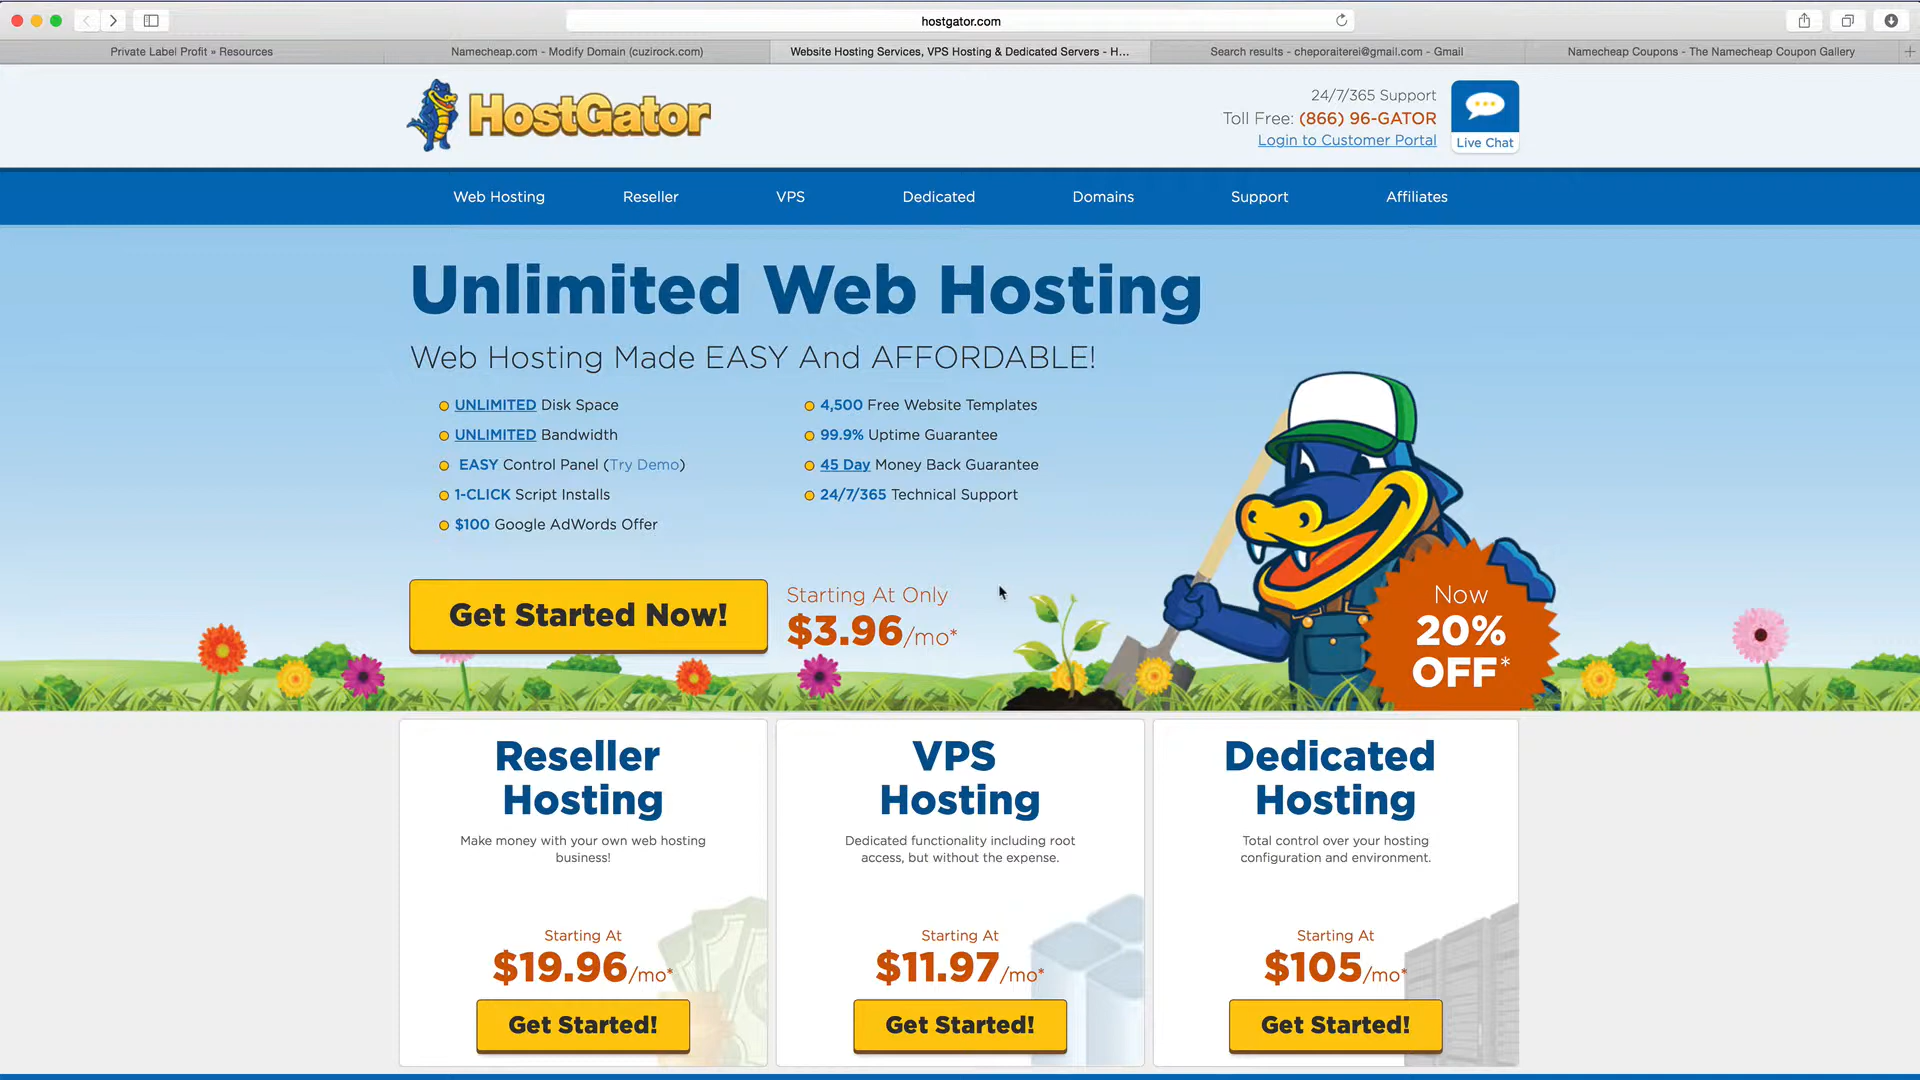 hostgator.com
Private Label Profit » Resources
Namecheap.com - Modify Domain (cuzirock.com)
Website Hosting Services, VPS Hosting & Dedicated Servers - H...
Search results - cheporaiterei@gmail.com - Gmail
Namecheap Coupons - The Namecheap Coupon Gallery
HostGator
24/7/365 Support
Toll Free: (866) 96-GATOR
Login to Customer Portal
Live Chat
Web Hosting
Reseller
VPS
Dedicated
Domains
Support
Affiliates
Unlimited Web Hosting
Web Hosting Made EASY And AFFORDABLE!
UNLIMITED Disk Space
UNLIMITED Bandwidth
EASY Control Panel (Try Demo)
1-CLICK Script Installs
$100 Google AdWords Offer
4,500 Free Website Templates
99.9% Uptime Guarantee
45 Day Money Back Guarantee
24/7/365 Technical Support
Get Started Now!
Starting At Only
$3.96/mo*
Now
20%
OFF*
Reseller
Hosting
Make money with your own web hosting
business!
Starting At
$19.96/mo*
Get Started!
VPS
Hosting
Dedicated functionality including root
access, but without the expense.
Starting At
$11.97/mo*
Get Started!
Dedicated
Hosting
Total control over your hosting
configuration and environment.
Starting At
$105/mo*
Get Started!